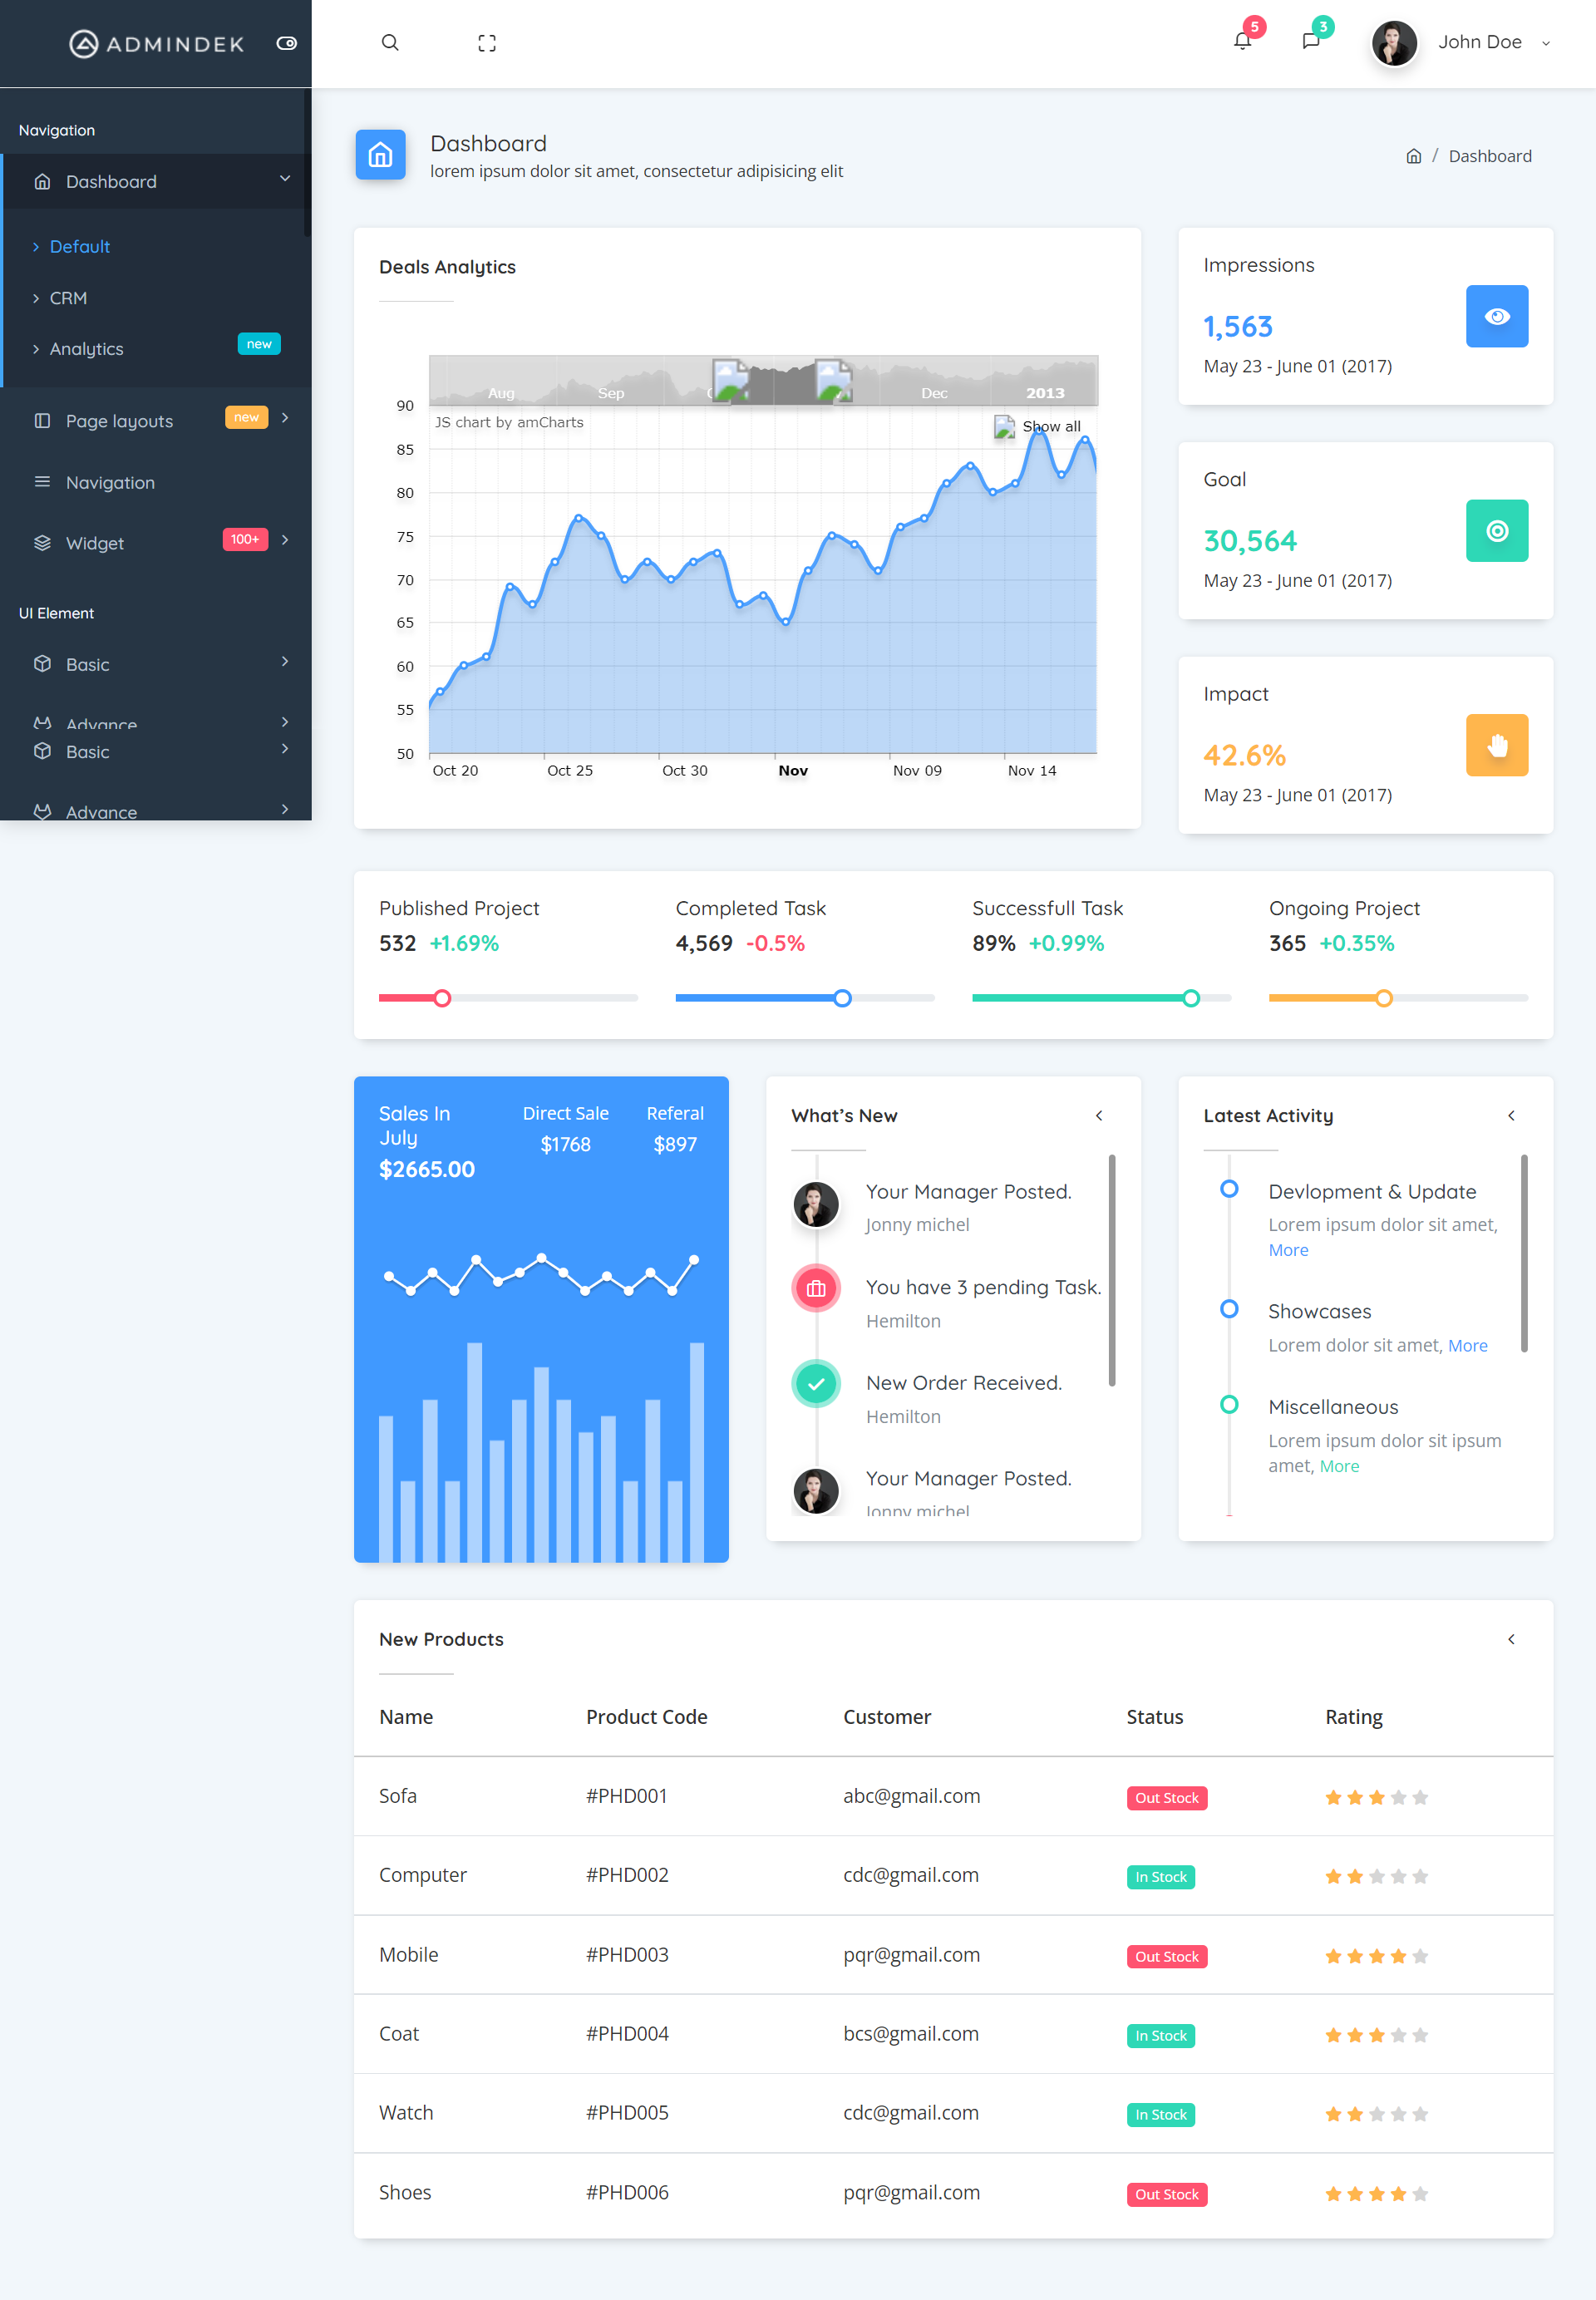 ADMINDEK
5
3
John Doe
Navigation
Dashboard
Default
CRM
Analytics
new
Page layouts
new
Navigation
Widget
100+
UI Element
Basic
Advance
Basic
Advance
Dashboard
lorem ipsum dolor sit amet, consectetur adipisicing elit
/ Dashboard
Deals Analytics
Aug
Sep
Dec
2013
JS chart by amCharts
Show all
90
85
80
75
70
65
60
55
50
Oct 20
Oct 25
Oct 30
Nov
Nov 09
Nov 14
Impressions
1,563
May 23 - June 01 (2017)
Goal
30,564
May 23 - June 01 (2017)
Impact
42.6%
May 23 - June 01 (2017)
Published Project
532 +1.69%
Completed Task
4,569 -0.5%
Successfull Task
89% +0.99%
Ongoing Project
365 +0.35%
Sales In
July
$2665.00
Direct Sale
$1768
Referal
$897
What’s New
Your Manager Posted.
Jonny michel
You have 3 pending Task.
Hemilton
New Order Received.
Hemilton
Your Manager Posted.
Jonny michel
Latest Activity
Devlopment & Update
Lorem ipsum dolor sit amet,
More
Showcases
Lorem dolor sit amet, More
Miscellaneous
Lorem ipsum dolor sit ipsum
amet, More
New Products
Name Product Code Customer Status Rating
Sofa #PHD001 abc@gmail.com Out Stock
Computer #PHD002 cdc@gmail.com In Stock
Mobile #PHD003 pqr@gmail.com Out Stock
Coat #PHD004 bcs@gmail.com In Stock
Watch #PHD005 cdc@gmail.com In Stock
Shoes #PHD006 pqr@gmail.com Out Stock